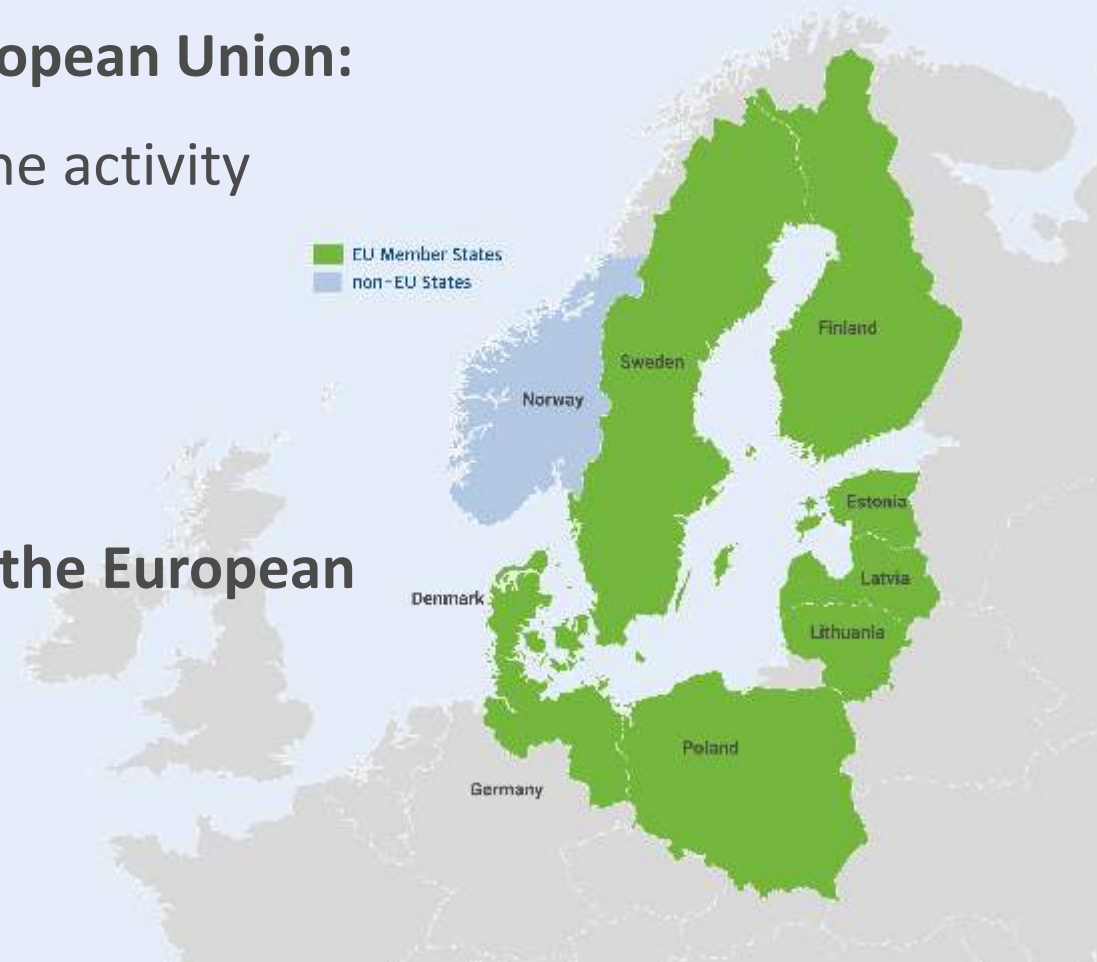 opean Union:
ne activity
EU Member States
non-EU States
Finland
Sweden
Norway
Estonia
the European
Latvia
Denmark
Lithuania
Poland
Germany